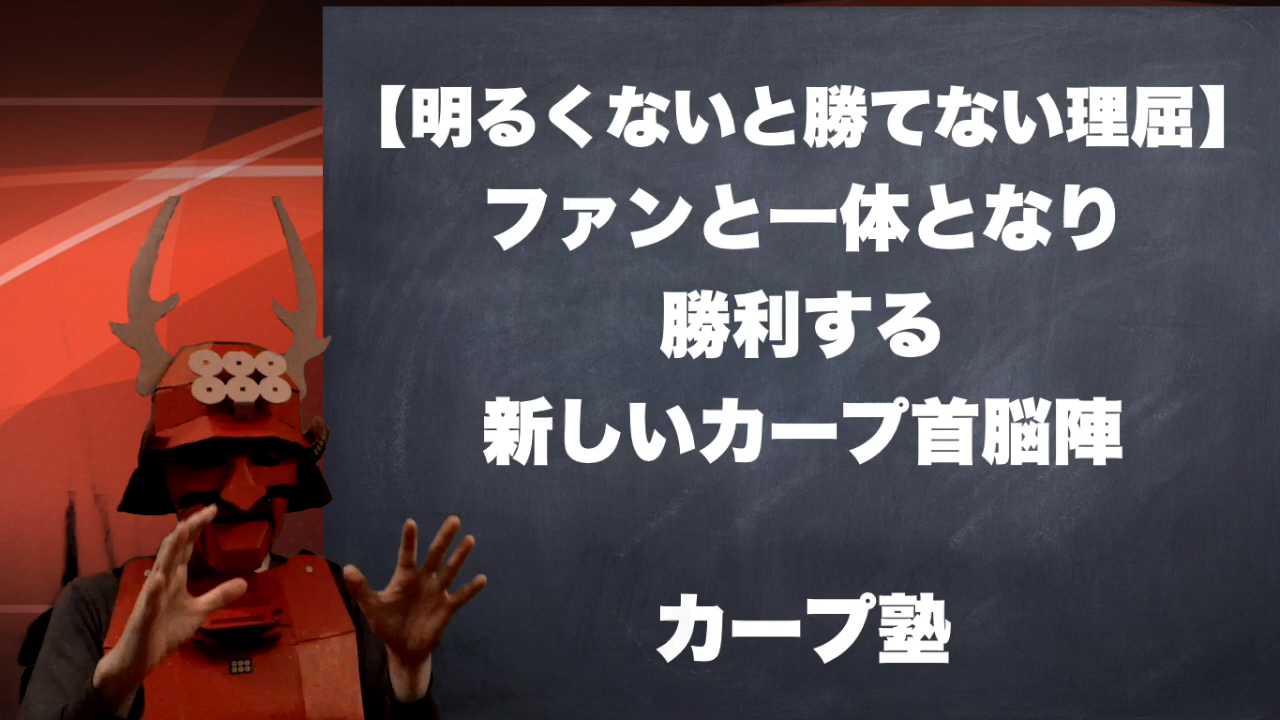 【明るくないと勝てない理屈】
ファンと一体となり
勝利する
新しいカープ首脳陣
カープ塾